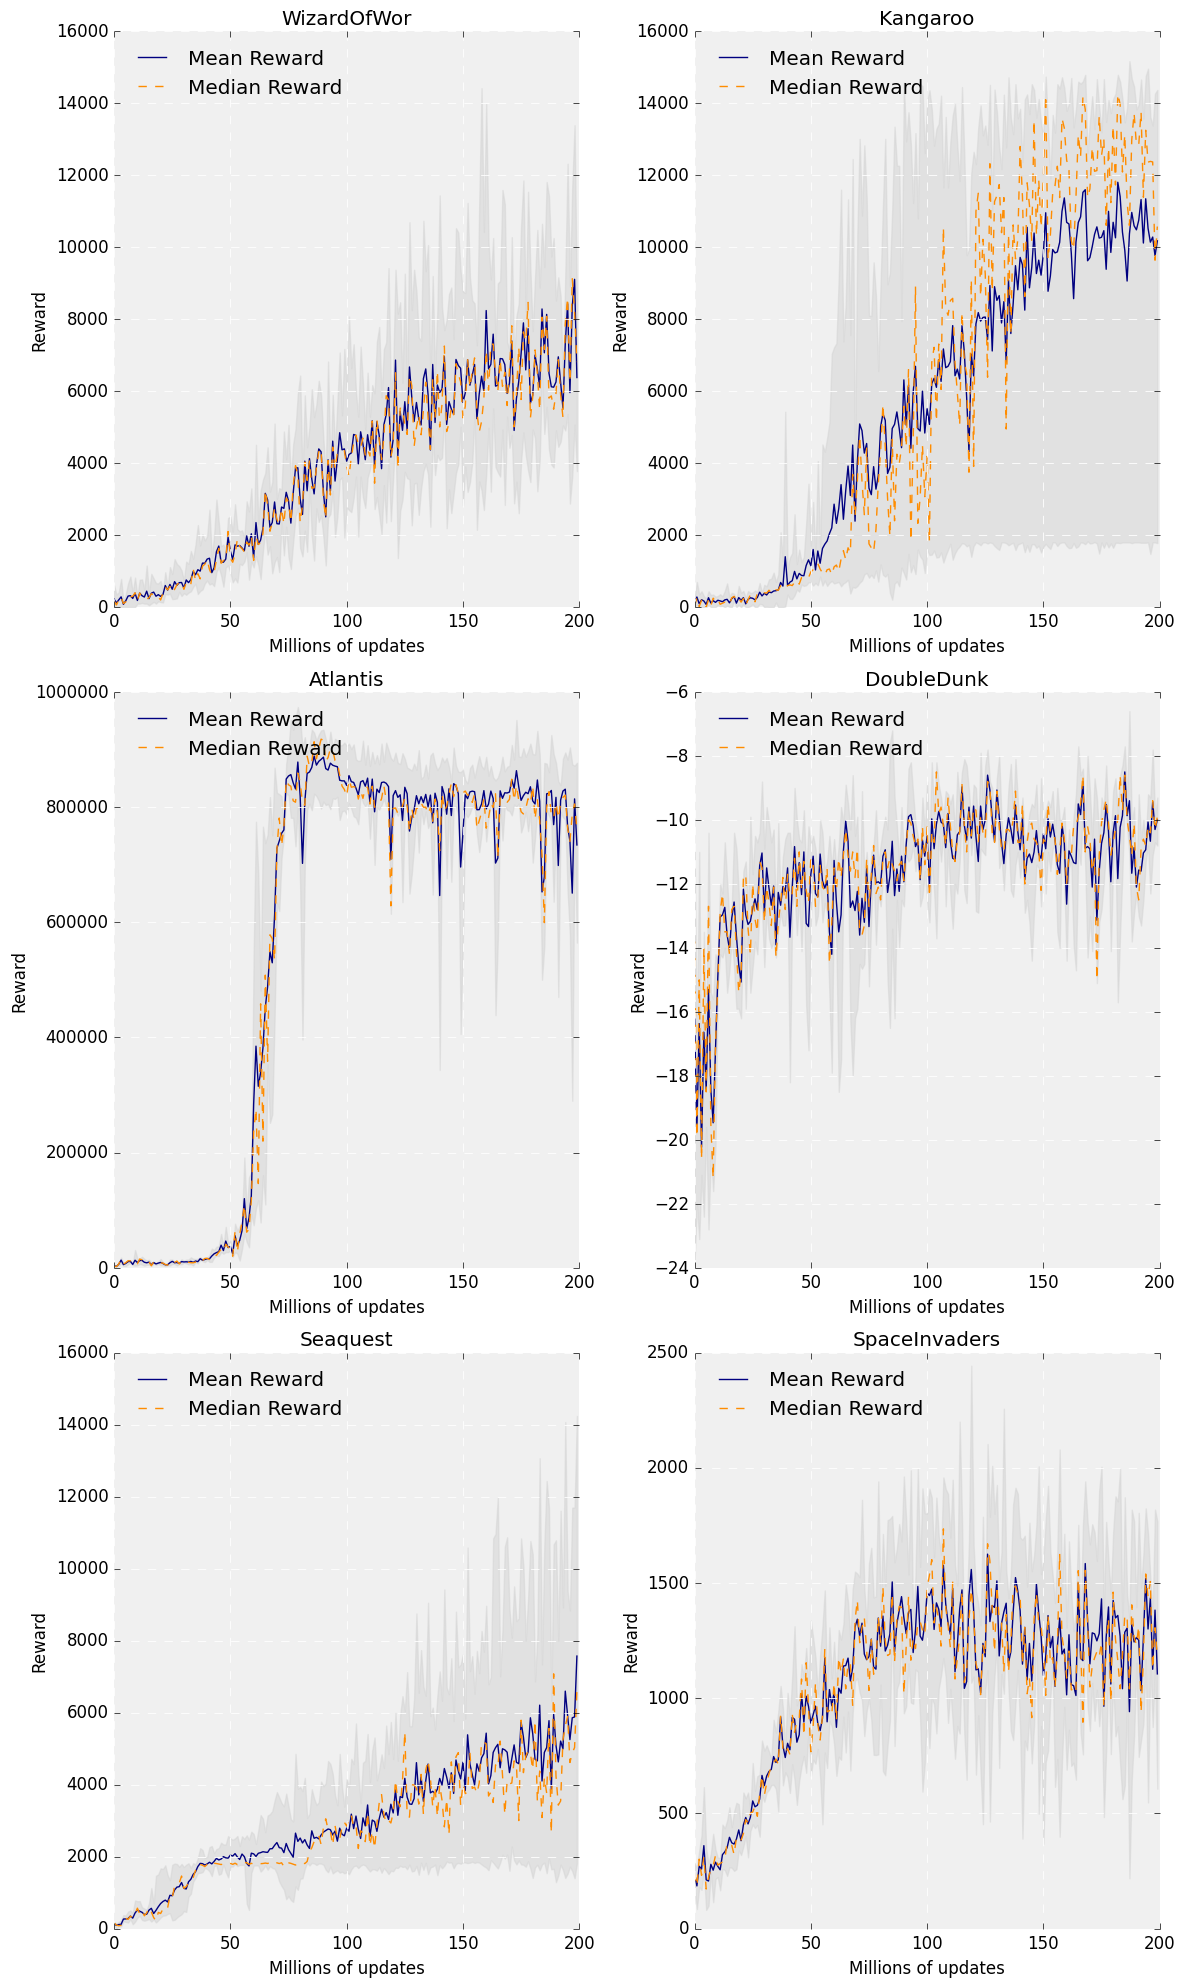 WizardOfWor
Mean Reward
Median Reward
16000
14000
12000
10000
8000
6000
4000
2000
0
Reward
0 50 100 150 200
Millions of updates
Kangaroo
Mean Reward
Median Reward
16000
14000
12000
10000
8000
6000
4000
2000
0
Reward
0 50 100 150 200
Millions of updates
Atlantis
Mean Reward
Median Reward
1000000
800000
600000
400000
200000
0
Reward
0 50 100 150 200
Millions of updates
DoubleDunk
Mean Reward
Median Reward
−6
−8
−10
−12
−14
−16
−18
−20
−22
−24
Reward
0 50 100 150 200
Millions of updates
Seaquest
Mean Reward
Median Reward
16000
14000
12000
10000
8000
6000
4000
2000
0
Reward
0 50 100 150 200
Millions of updates
SpaceInvaders
Mean Reward
Median Reward
2500
2000
1500
1000
500
0
Reward
0 50 100 150 200
Millions of updates